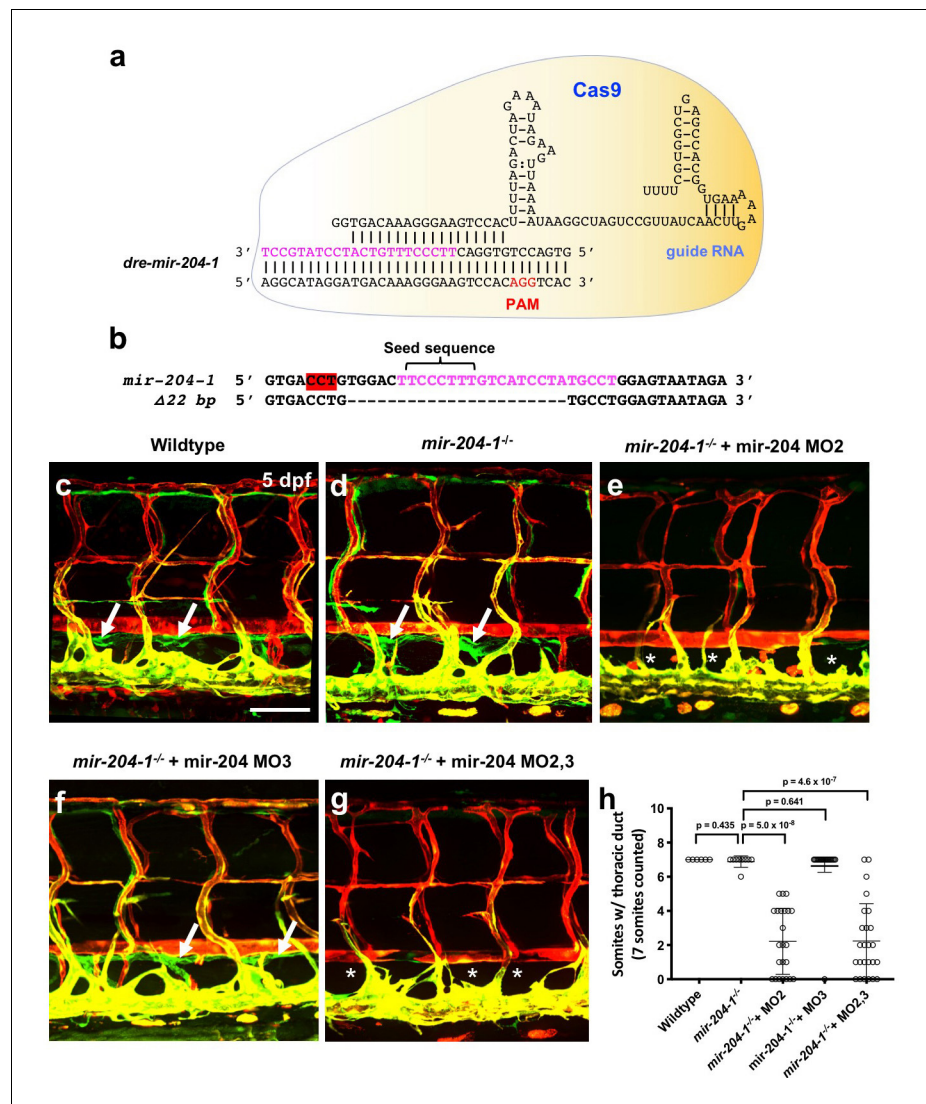 a
Cas9
GGTGACAAAGGGAAGTCCAC
AUAAGGCUAGUCCGUUAUCAACUU
UUUU
UGAA
guide RNA
dre-mir-204-1
3′ TCCGTATCCTACTGTTTCCCTTCAGGTGTCCAGTG 5′
5′ AGGCATAGGATGACAAAGGGAAGTCCACAGGTCAC 3′
PAM
b
Seed sequence
mir-204-1 5′ GTGACCTGTGGACTTCCCTTTGTCATCCTATGCCTGGAGTAATAGA 3′
Δ22 bp 5′ GTGACCTG----------------------TGCCTGGAGTAATAGA 3′
Wildtype
mir-204-1-/-
mir-204-1-/- + mir-204 MO2
c
5 dpf
d
e
* * *
mir-204-1-/- + mir-204 MO3
mir-204-1-/- + mir-204 MO2,3
f
g
* * *
h
p = 4.6 x 10-7
p = 0.641
p = 0.435
p = 5.0 x 10-8
Somites w/ thoracic duct
(7 somites counted)
10
8
6
4
2
0
Wildtype
mir-204-1-/-
mir-204-1-/-+ MO2
mir-204-1-/-+ MO3
mir-204-1-/-+ MO2,3